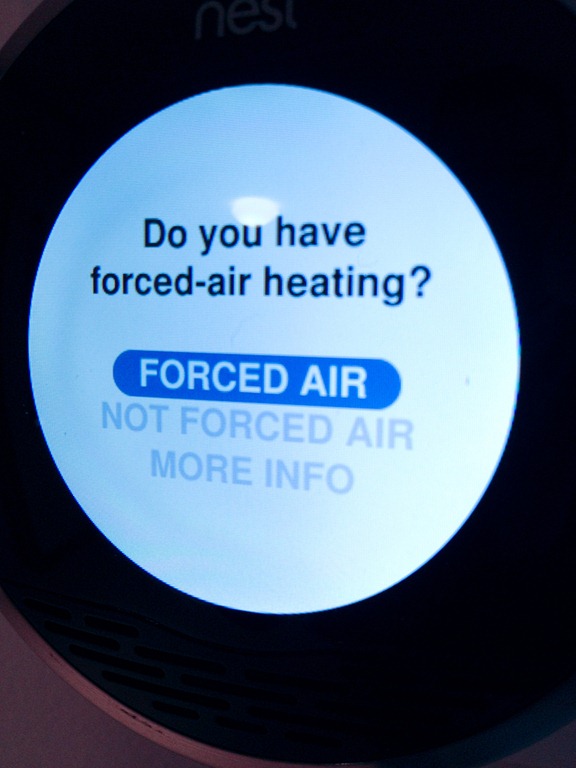 nest
Do you have
forced-air heating?
FORCED AIR
NOT FORCED AIR
MORE INFO